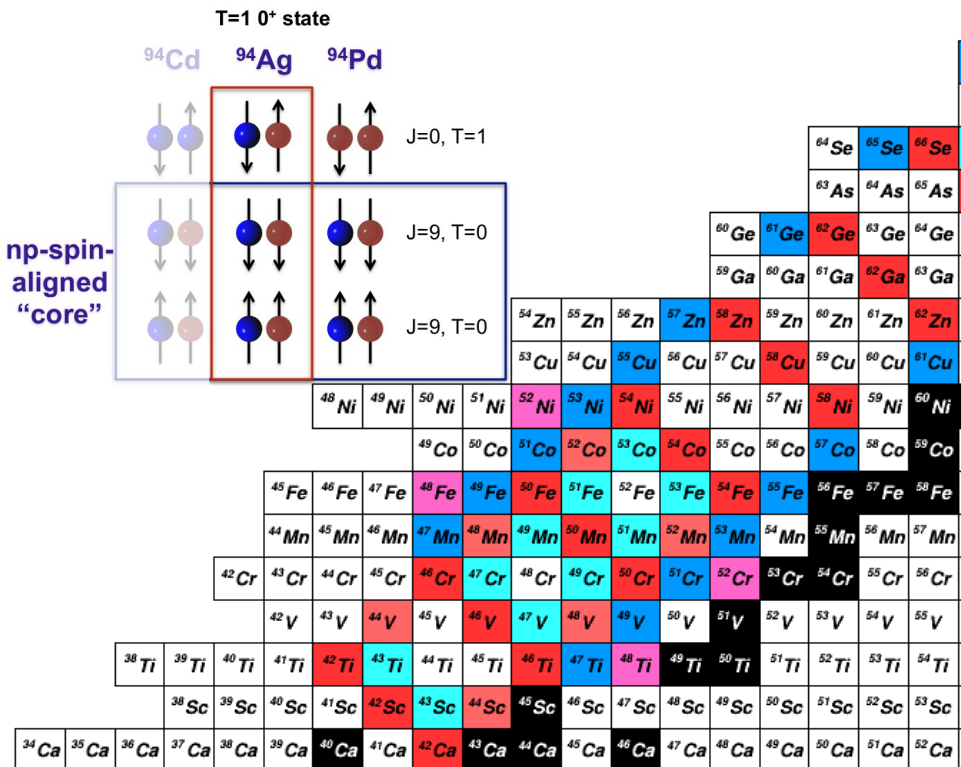 T=1 0⁺ state
⁹⁴Cd ⁹⁴Ag ⁹⁴Pd
J=0, T=1
np-spin-
aligned
“core”
J=9, T=0
J=9, T=0
⁶⁴Se ⁶⁵Se ⁶⁶Se
⁶³As ⁶⁴As ⁶⁵As
⁶⁰Ge ⁶¹Ge ⁶²Ge ⁶³Ge ⁶⁴Ge
⁵⁹Ga ⁶⁰Ga ⁶¹Ga ⁶²Ga ⁶³Ga
⁵⁴Zn ⁵⁵Zn ⁵⁶Zn ⁵⁷Zn ⁵⁸Zn ⁵⁹Zn ⁶⁰Zn ⁶¹Zn ⁶²Zn
⁵³Cu ⁵⁴Cu ⁵⁵Cu ⁵⁶Cu ⁵⁷Cu ⁵⁸Cu ⁵⁹Cu ⁶⁰Cu ⁶¹Cu
⁴⁸Ni ⁴⁹Ni ⁵⁰Ni ⁵¹Ni ⁵²Ni ⁵³Ni ⁵⁴Ni ⁵⁵Ni ⁵⁶Ni ⁵⁷Ni ⁵⁸Ni ⁵⁹Ni ⁶⁰Ni
⁴⁹Co ⁵⁰Co ⁵¹Co ⁵²Co ⁵³Co ⁵⁴Co ⁵⁵Co ⁵⁶Co ⁵⁷Co ⁵⁸Co ⁵⁹Co
⁴⁵Fe ⁴⁶Fe ⁴⁷Fe ⁴⁸Fe ⁴⁹Fe ⁵⁰Fe ⁵¹Fe ⁵²Fe ⁵³Fe ⁵⁴Fe ⁵⁵Fe ⁵⁶Fe ⁵⁷Fe ⁵⁸Fe
⁴⁴Mn ⁴⁵Mn ⁴⁶Mn ⁴⁷Mn ⁴⁸Mn ⁴⁹Mn ⁵⁰Mn ⁵¹Mn ⁵²Mn ⁵³Mn ⁵⁴Mn ⁵⁵Mn ⁵⁶Mn ⁵⁷Mn
⁴²Cr ⁴³Cr ⁴⁴Cr ⁴⁵Cr ⁴⁶Cr ⁴⁷Cr ⁴⁸Cr ⁴⁹Cr ⁵⁰Cr ⁵¹Cr ⁵²Cr ⁵³Cr ⁵⁴Cr ⁵⁵Cr ⁵⁶Cr
⁴²V ⁴³V ⁴⁴V ⁴⁵V ⁴⁶V ⁴⁷V ⁴⁸V ⁴⁹V ⁵⁰V ⁵¹V ⁵²V ⁵³V ⁵⁴V ⁵⁵V
³⁸Ti ³⁹Ti ⁴⁰Ti ⁴¹Ti ⁴²Ti ⁴³Ti ⁴⁴Ti ⁴⁵Ti ⁴⁶Ti ⁴⁷Ti ⁴⁸Ti ⁴⁹Ti ⁵⁰Ti ⁵¹Ti ⁵²Ti ⁵³Ti ⁵⁴Ti
³⁸Sc ³⁹Sc ⁴⁰Sc ⁴¹Sc ⁴²Sc ⁴³Sc ⁴⁴Sc ⁴⁵Sc ⁴⁶Sc ⁴⁷Sc ⁴⁸Sc ⁴⁹Sc ⁵⁰Sc ⁵¹Sc ⁵²Sc ⁵³Sc
³⁴Ca ³⁵Ca ³⁶Ca ³⁷Ca ³⁸Ca ³⁹Ca ⁴⁰Ca ⁴¹Ca ⁴²Ca ⁴³Ca ⁴⁴Ca ⁴⁵Ca ⁴⁶Ca ⁴⁷Ca ⁴⁸Ca ⁴⁹Ca ⁵⁰Ca ⁵¹Ca ⁵²Ca